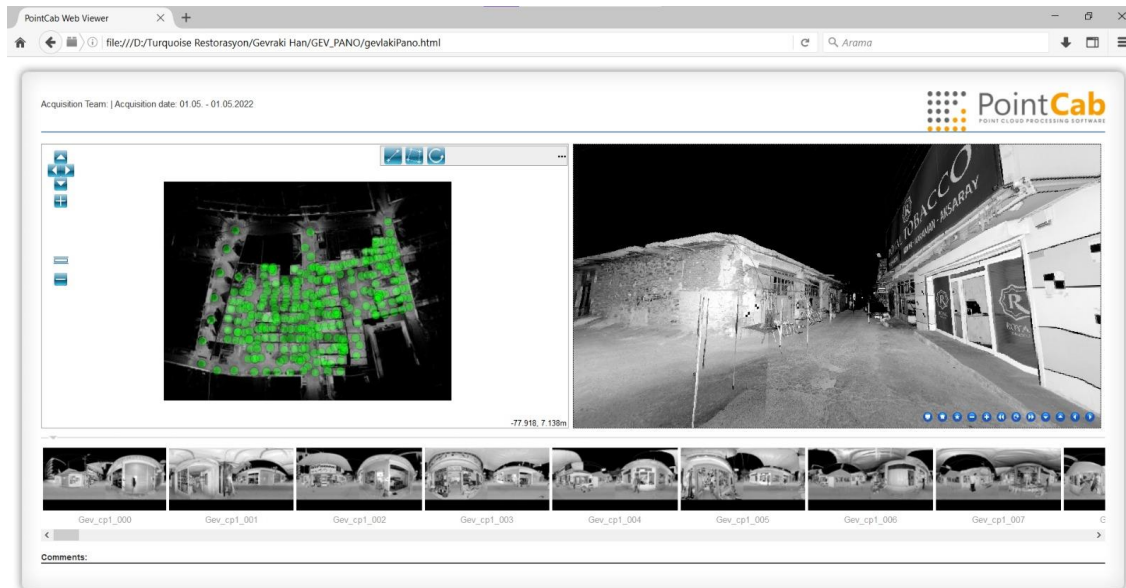 PointCab Web Viewer
file:///D:/Turquoise Restorasyon/Gevraki Han/GEV_PANO/gevlakiPano.html
Arama
Acquisition Team: | Acquisition date: 01.05. - 01.05.2022
PointCab
POINT CLOUD PROCESSING SOFTWARE
TOBACCO
AKSARAY
R
R
-77.918, 7.138m
Gev_cp1_000
Gev_cp1_001
Gev_cp1_002
Gev_cp1_003
Gev_cp1_004
Gev_cp1_005
Gev_cp1_006
Gev_cp1_007
Comments: